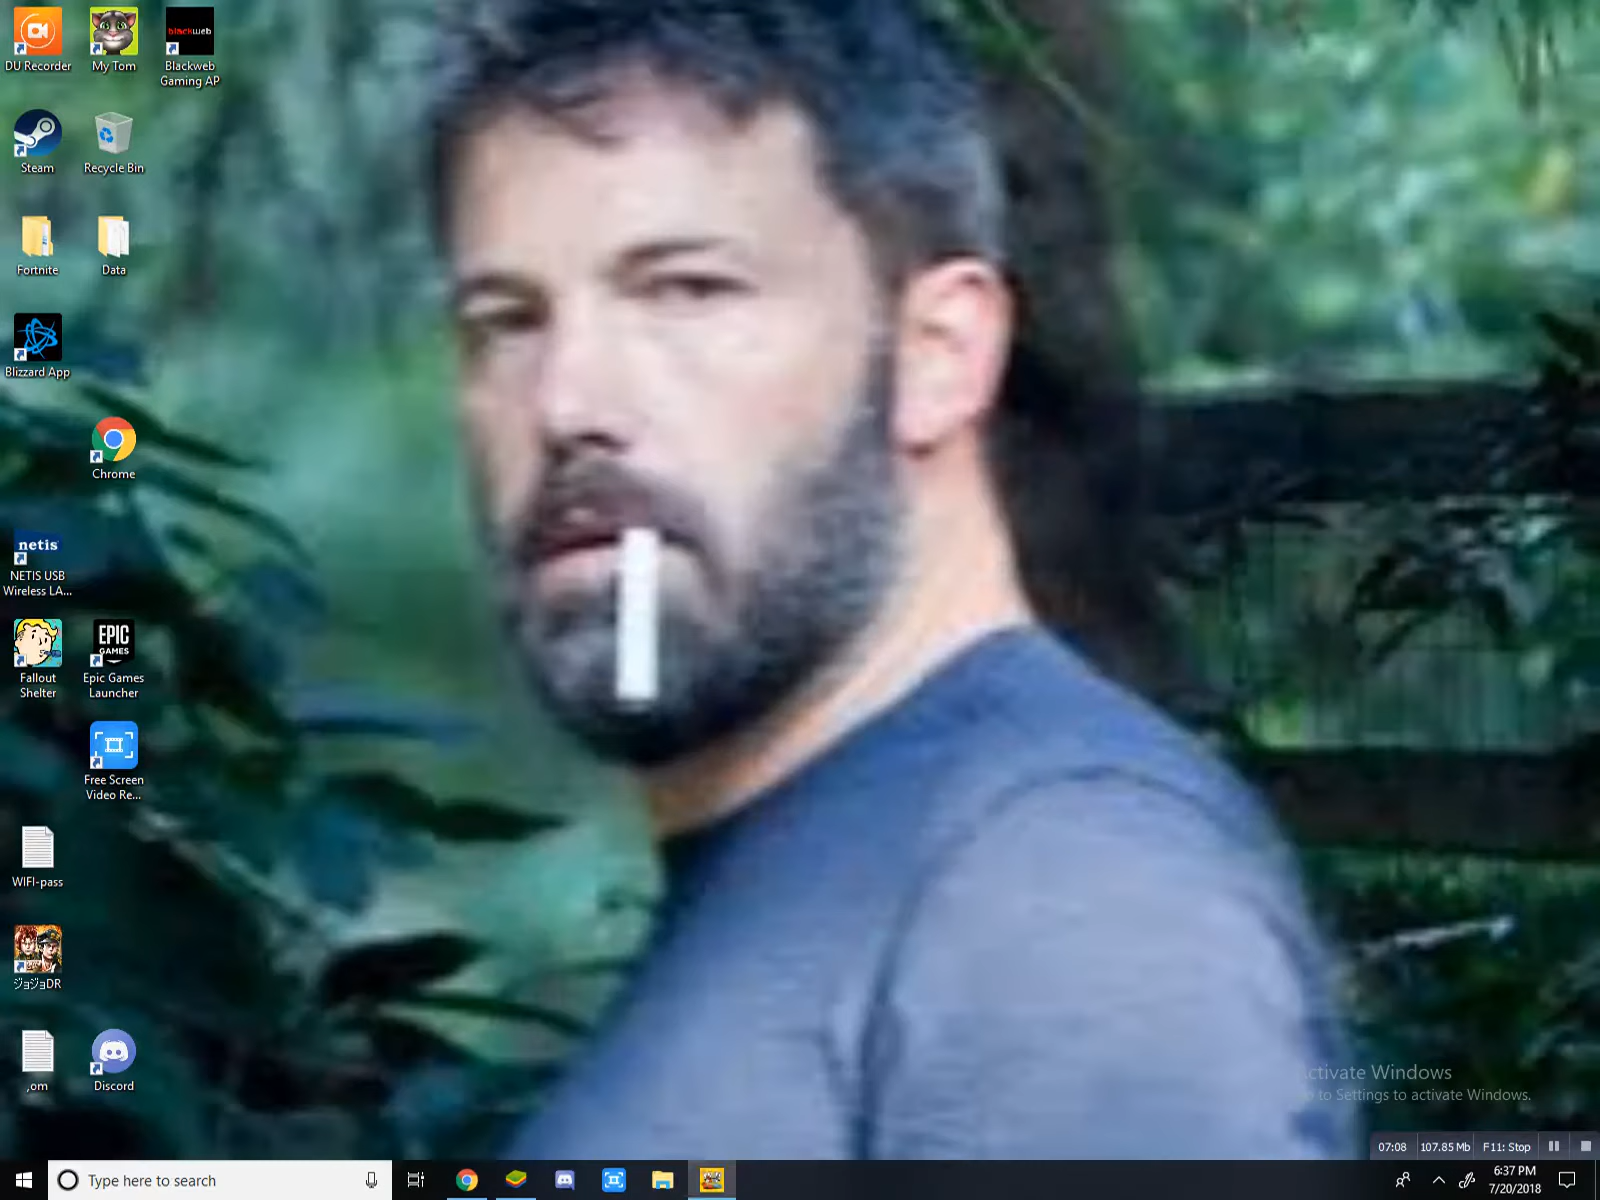 DU Recorder
My Tom
blackweb
Blackweb
Gaming AP
Steam
Recycle Bin
Fortnite
Data
Blizzard App
Chrome
netis
NETIS USB
Wireless LA...
Fallout
Shelter
EPIC
GAMES
Epic Games
Launcher
Free Screen
Video Re...
WIFI-pass
ジョジョDR
,om
Discord
Activate Windows
Go to Settings to activate Windows.
07:08 107.85 Mb F11: Stop
Type here to search
6:37 PM
7/20/2018